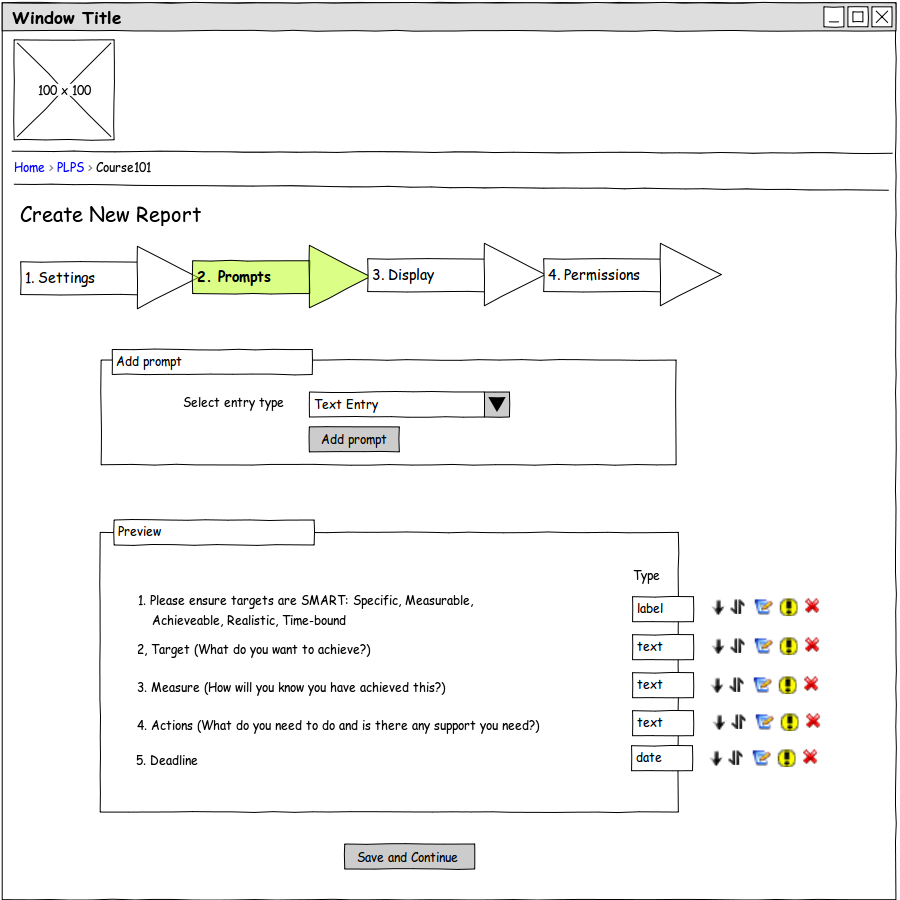 Window Title
100 x 100
Home > PLPS > Course101
Create New Report
1. Settings
2. Prompts
3. Display
4. Permissions
Add prompt
Select entry type
Text Entry
Add prompt
Preview
Type
1. Please ensure targets are SMART: Specific, Measurable,
Achieveable, Realistic, Time-bound
label
2, Target (What do you want to achieve?)
text
3. Measure (How will you know you have achieved this?)
text
4. Actions (What do you need to do and is there any support you need?)
text
5. Deadline
date
Save and Continue